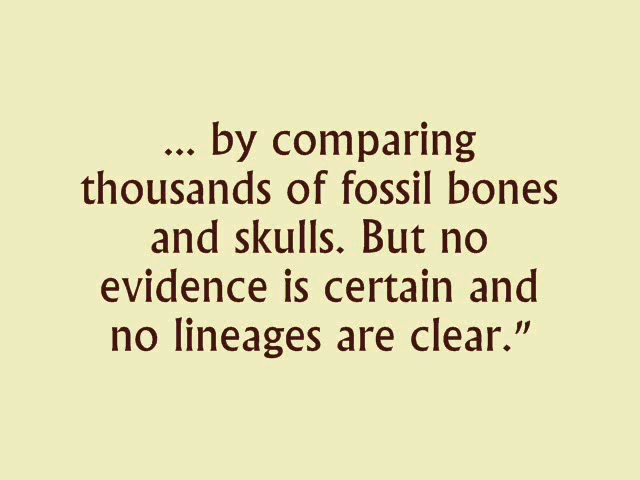 ... by comparing
thousands of fossil bones
and skulls. But no
evidence is certain and
no lineages are clear.”